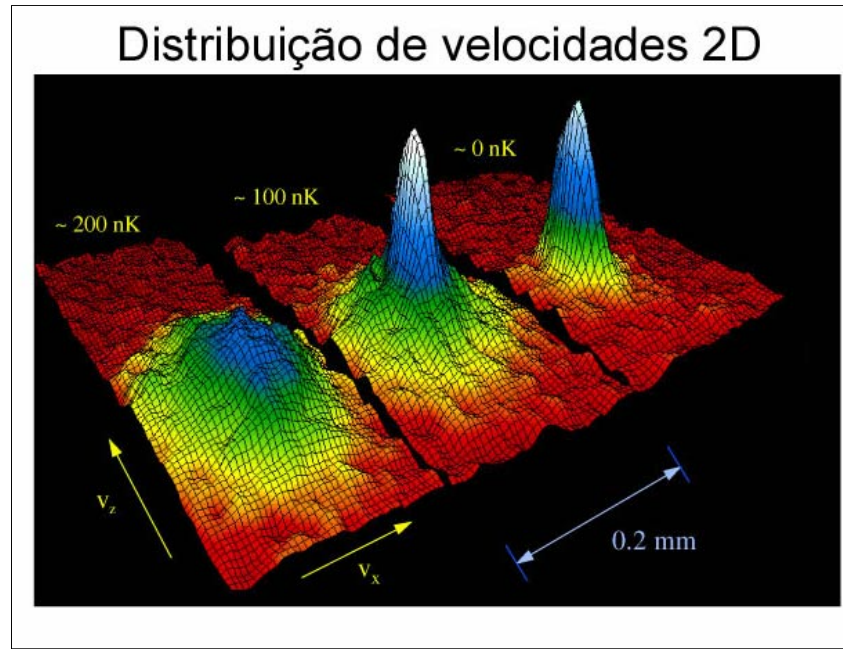 Distribuição de velocidades 2D
~ 200 nK
~ 100 nK
~ 0 nK
v_z
v_x
0.2 mm